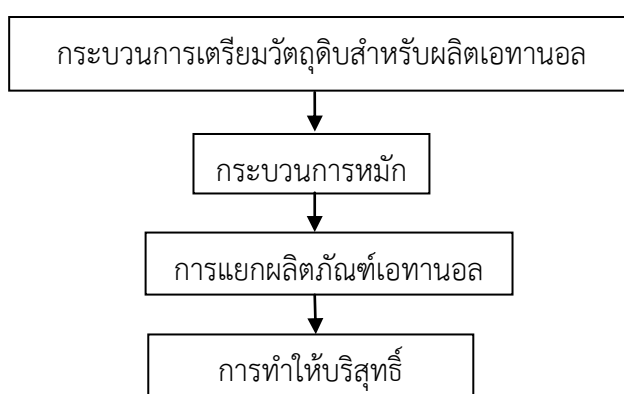 กระบวนการเตรียมวัตถุดิบสำหรับผลิตเอทานอล
กระบวนการหมัก
การแยกผลิตภัณฑ์เอทานอล
การทำให้บริสุทธิ์